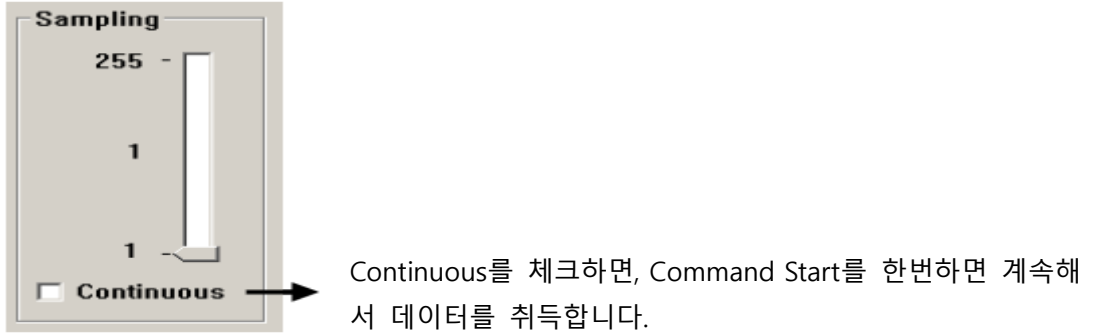 Sampling
255 -
1
1 -
Continuous
Continuous를 체크하면, Command Start를 한번하면 계속해
서 데이터를 취득합니다.